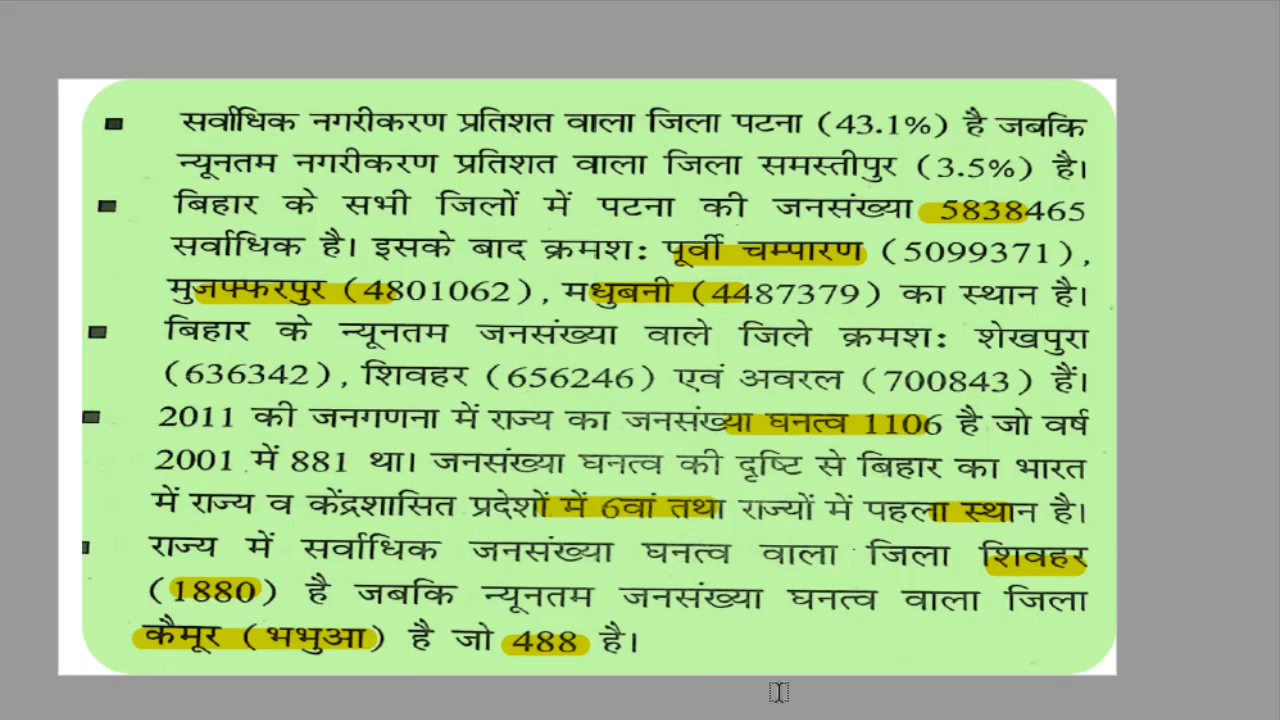 ▪ सर्वाधिक नगरीकरण प्रतिशत वाला जिला पटना (43.1%) है जबकि
न्यूनतम नगरीकरण प्रतिशत वाला जिला समस्तीपुर (3.5%) है।
▪ बिहार के सभी जिलों में पटना की जनसंख्या 5838465
सर्वाधिक है। इसके बाद क्रमश: पूर्वी चम्पारण (5099371),
मुजफ्फरपुर (4801062), मधुबनी (4487379) का स्थान है।
▪ बिहार के न्यूनतम जनसंख्या वाले जिले क्रमश: शेखपुरा
(636342), शिवहर (656246) एवं अवरल (700843) हैं।
▪ 2011 की जनगणना में राज्य का जनसंख्या घनत्व 1106 है जो वर्ष
2001 में 881 था। जनसंख्या घनत्व की दृष्टि से बिहार का भारत
में राज्य व केंद्रशासित प्रदेशों में 6वां तथा राज्यों में पहला स्थान है।
▪ राज्य में सर्वाधिक जनसंख्या घनत्व वाला जिला शिवहर
(1880) है जबकि न्यूनतम जनसंख्या घनत्व वाला जिला
कैमूर (भभुआ) है जो 488 है।